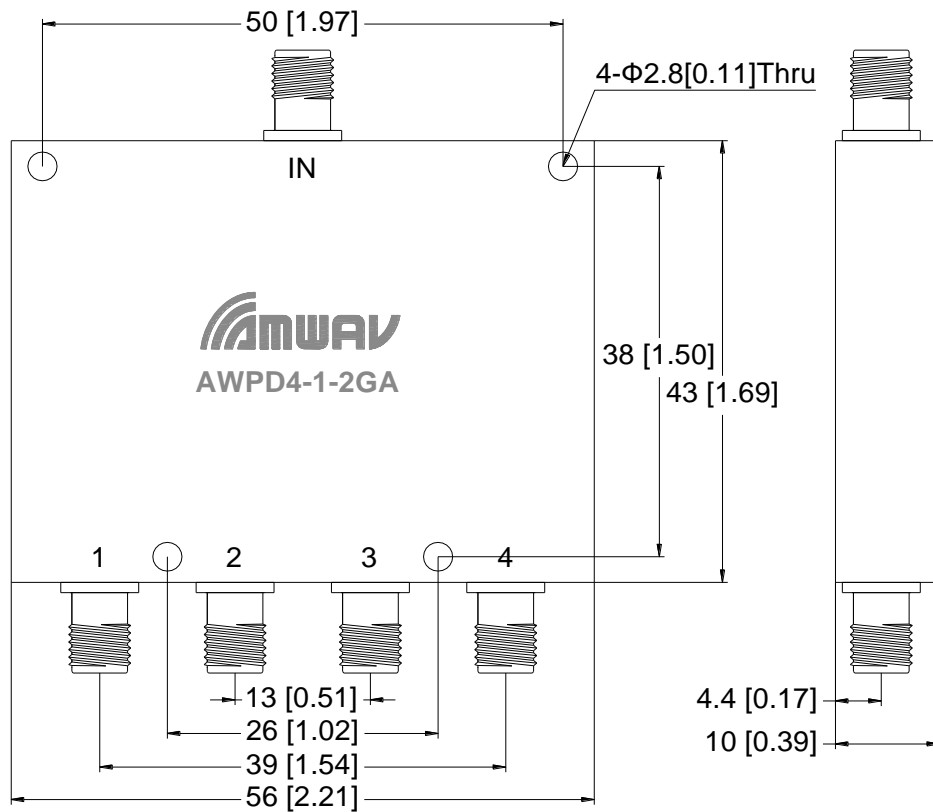 50 [1.97]
4-Φ2.8[0.11]Thru
IN
AMWAV
AWPD4-1-2GA
38 [1.50]
43 [1.69]
1 2 3 4
13 [0.51]
26 [1.02]
39 [1.54]
56 [2.21]
4.4 [0.17]
10 [0.39]